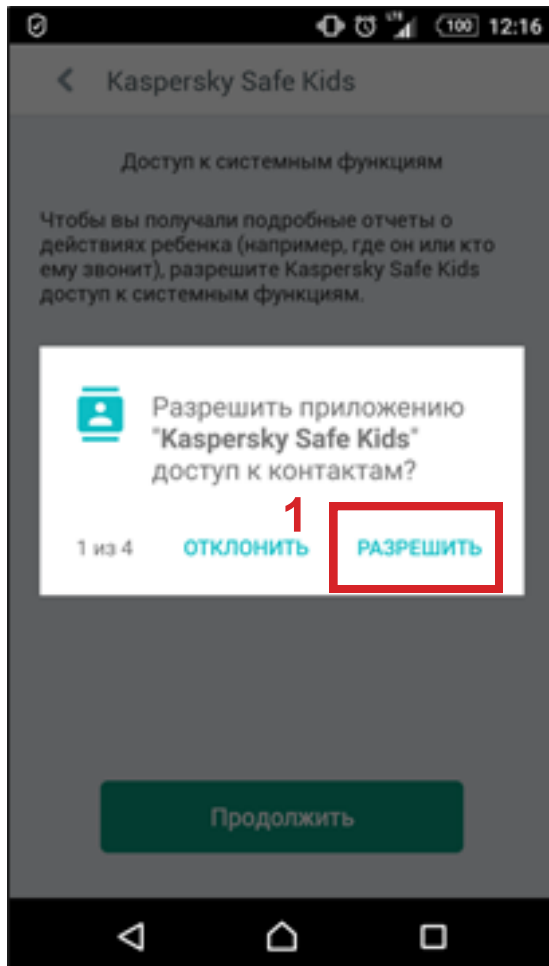 LTE 100 12:16
Kaspersky Safe Kids
Доступ к системным функциям
Чтобы вы получали подробные отчеты о
действиях ребенка (например, где он или кто
ему звонит), разрешите Kaspersky Safe Kids
доступ к системным функциям.
Разрешить приложению
"Kaspersky Safe Kids"
доступ к контактам?
1
1 из 4 ОТКЛОНИТЬ РАЗРЕШИТЬ
Продолжить